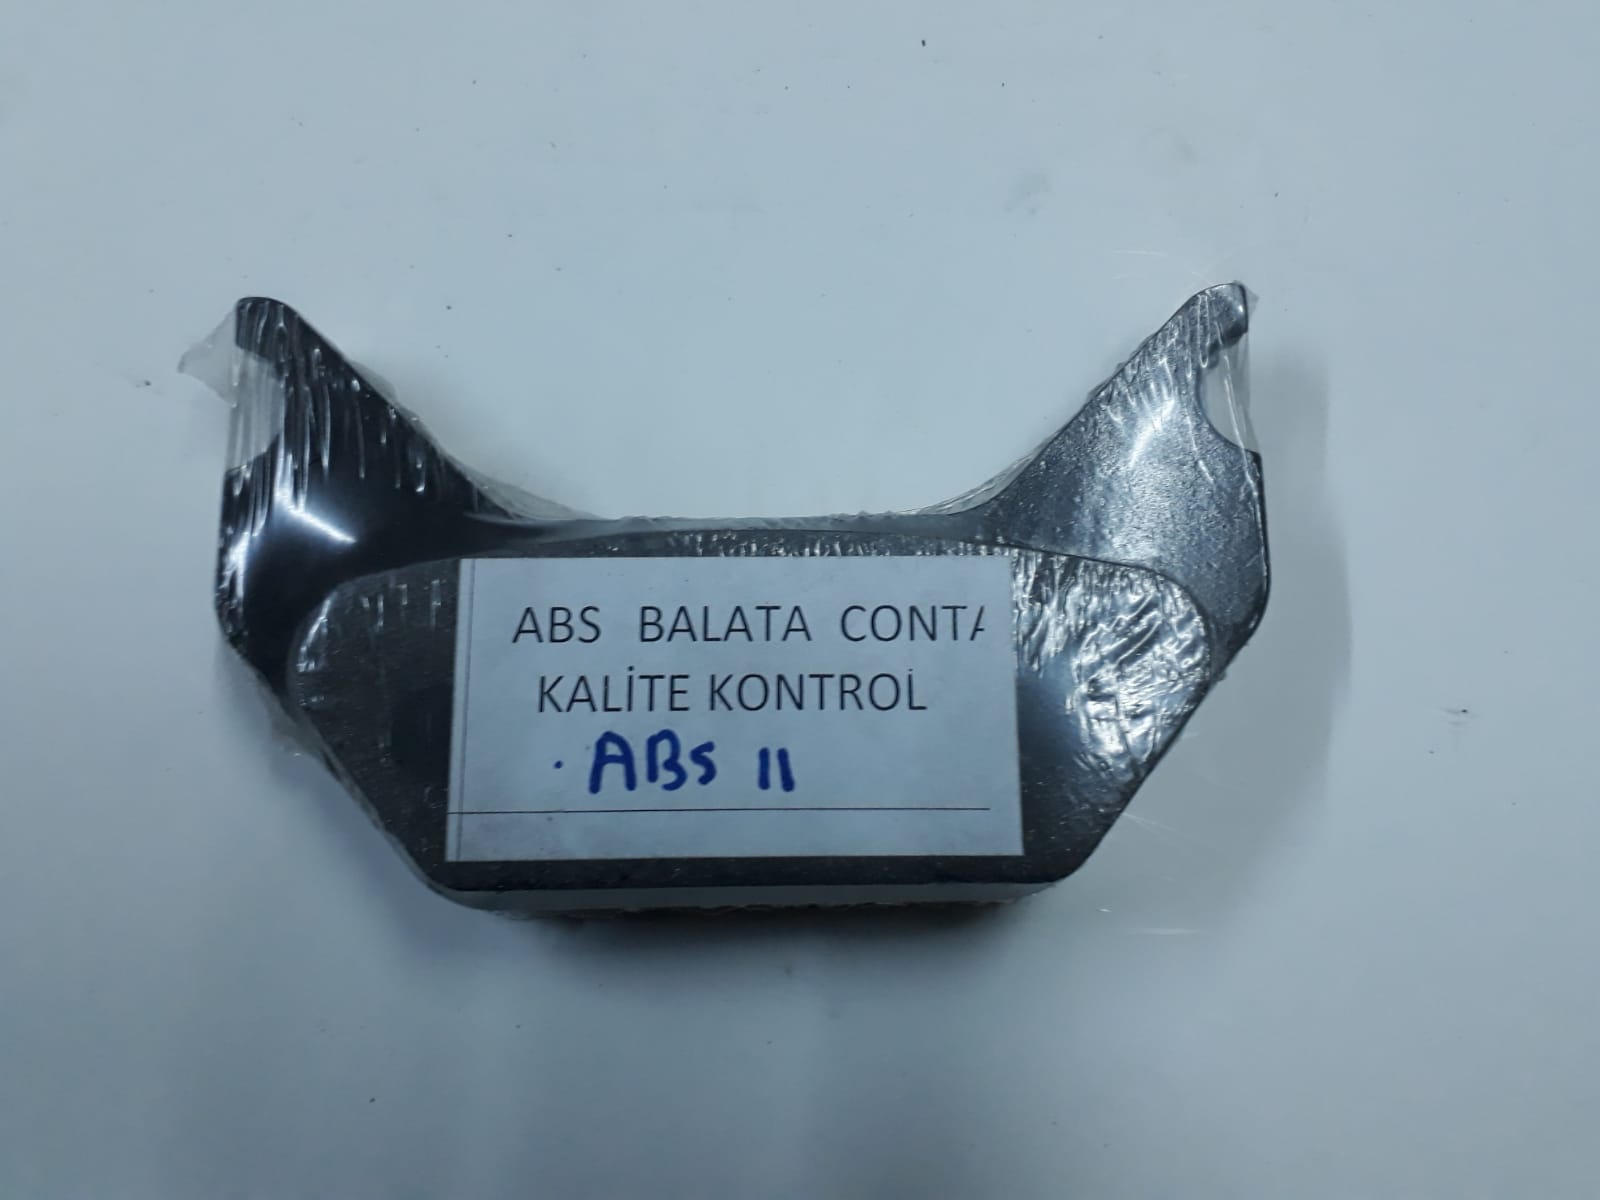 ABS BALATA CONTA
KALİTE KONTROL
. ABS 11